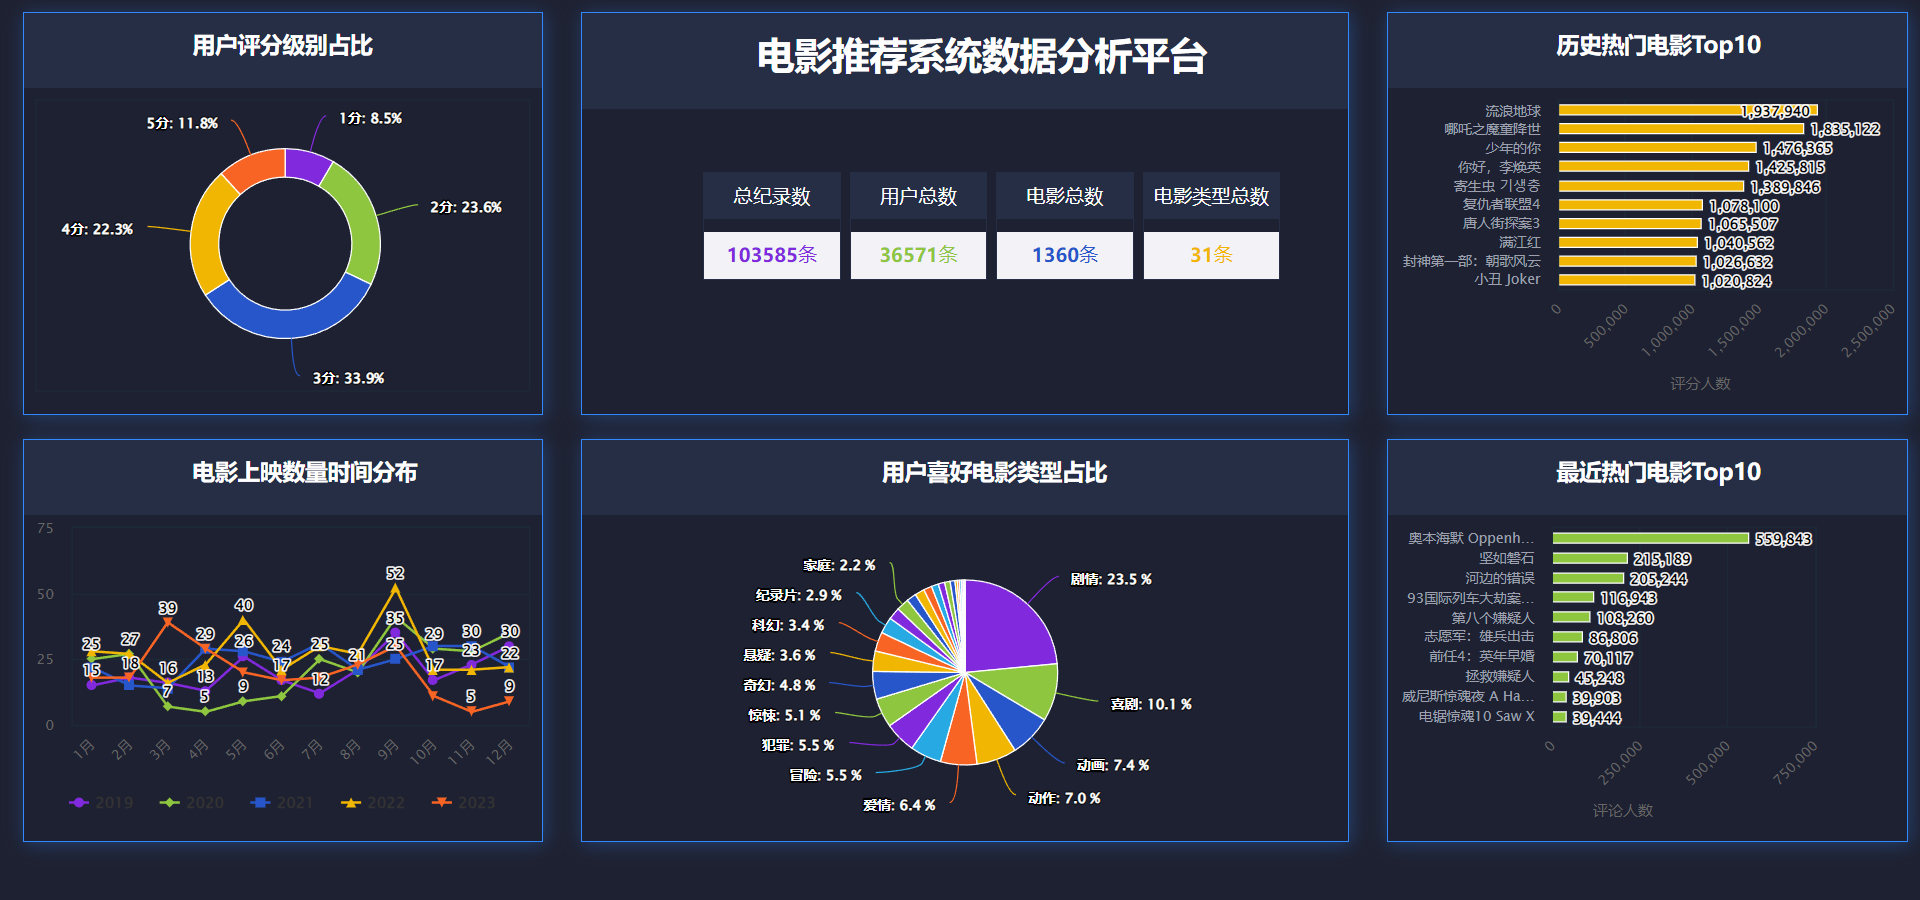 用户评分级别占比
5分: 11.8%
1分: 8.5%
2分: 23.6%
4分: 22.3%
3分: 33.9%
电影推荐系统数据分析平台
总纪录数
用户总数
电影总数
电影类型总数
103585条
36571条
1360条
31条
历史热门电影Top10
流浪地球 1,937,940
哪吒之魔童降世 1,835,122
少年的你 1,476,365
你好，李焕英 1,425,815
寄生虫 기생충 1,389,846
复仇者联盟4 1,078,100
唐人街探案3 1,065,507
满江红 1,040,562
封神第一部：朝歌风云 1,026,632
小丑 Joker 1,020,824
0 500,000 1,000,000 1,500,000 2,000,000 2,500,000
评分人数
电影上映数量时间分布
75
50
25
0
52
39
40
35
25
27
29
26
24
25
21
25
29
30
30
15
18
16
13
17
12
17
23
22
7
5
9
5
9
1月 2月 3月 4月 5月 6月 7月 8月 9月 10月 11月 12月
2019 2020 2021 2022 2023
用户喜好电影类型占比
家庭: 2.2 %
剧情: 23.5 %
纪录片: 2.9 %
科幻: 3.4 %
悬疑: 3.6 %
奇幻: 4.8 %
喜剧: 10.1 %
惊悚: 5.1 %
犯罪: 5.5 %
动画: 7.4 %
冒险: 5.5 %
动作: 7.0 %
爱情: 6.4 %
最近热门电影Top10
奥本海默 Oppenh... 559,843
坚如磐石 215,189
河边的错误 205,244
93国际列车大劫案... 116,943
第八个嫌疑人 108,260
志愿军：雄兵出击 86,806
前任4：英年早婚 70,117
拯救嫌疑人 45,248
威尼斯惊魂夜 A Ha... 39,903
电锯惊魂10 Saw X 39,444
0 250,000 500,000 750,000
评论人数